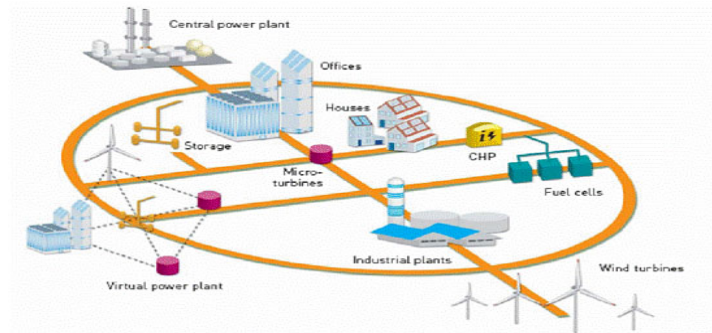 Central power plant
Offices
Houses
Storage
CHP
Micro-
turbines
Fuel cells
Industrial plants
Wind turbines
Virtual power plant